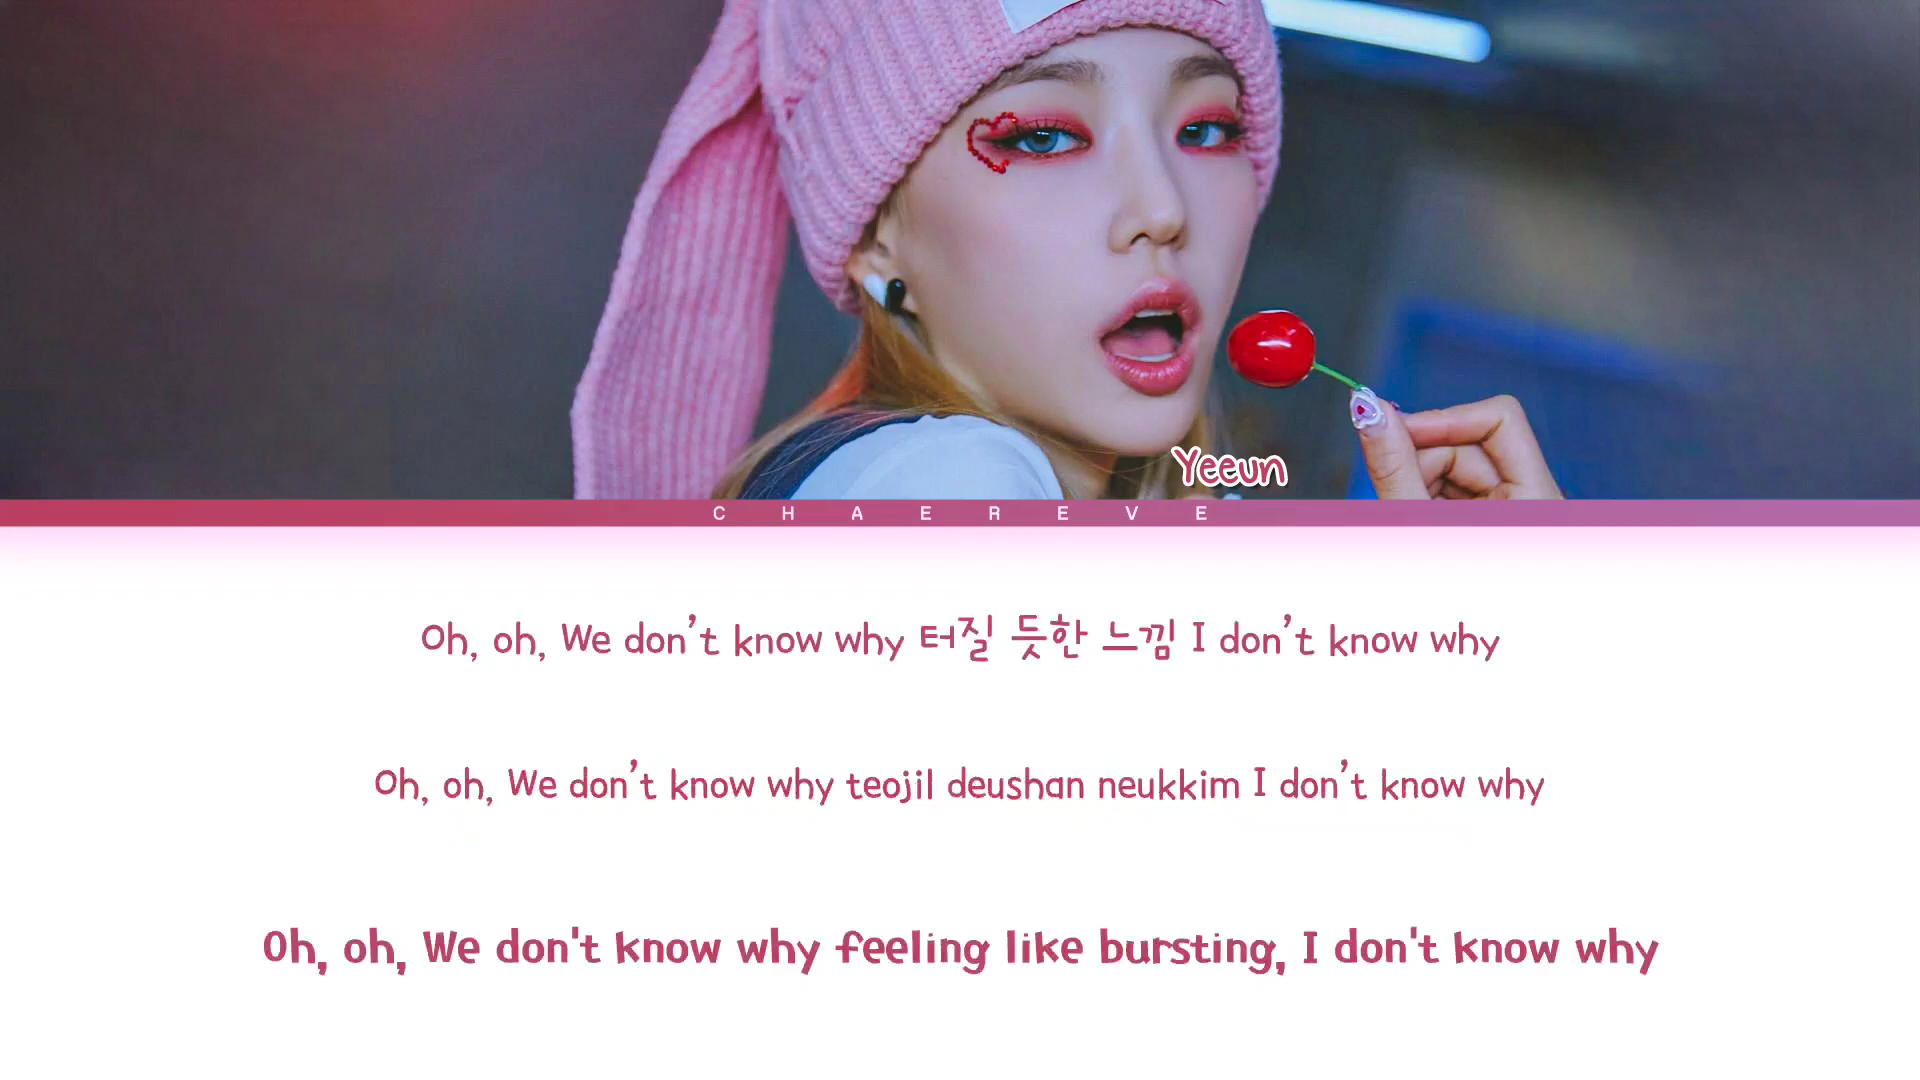 Yeeun
CHAEREVE
Oh, oh, We don’t know why 터질 듯한 느낌 I don’t know why
Oh, oh, We don’t know why teojil deushan neukkim I don’t know why
Oh, oh, We don't know why feeling like bursting, I don't know why